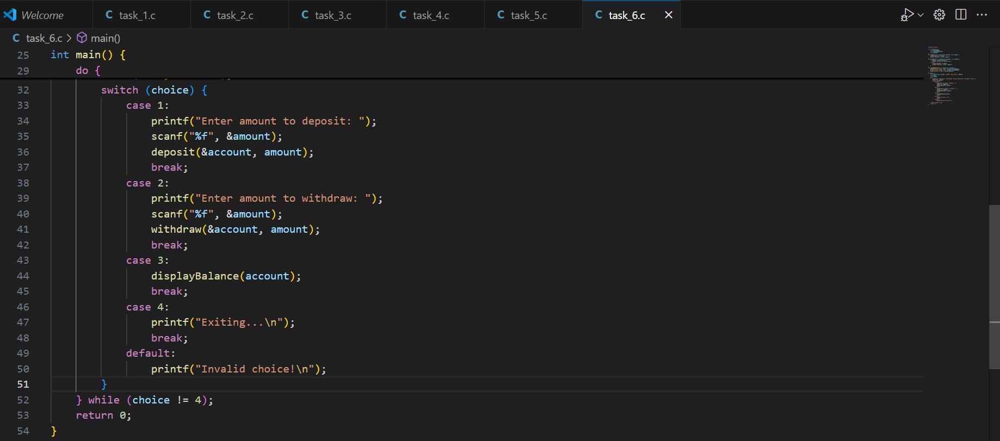 Welcome
C task_1.c
C task_2.c
C task_3.c
C task_4.c
C task_5.c
C task_6.c
C task_6.c > main()
25 int main() {
29     do {
32         switch (choice) {
33             case 1:
34                 printf("Enter amount to deposit: ");
35                 scanf("%f", &amount);
36                 deposit(&account, amount);
37                 break;
38             case 2:
39                 printf("Enter amount to withdraw: ");
40                 scanf("%f", &amount);
41                 withdraw(&account, amount);
42                 break;
43             case 3:
44                 displayBalance(account);
45                 break;
46             case 4:
47                 printf("Exiting...\n");
48                 break;
49             default:
50                 printf("Invalid choice!\n");
51         }
52     } while (choice != 4);
53     return 0;
54 }